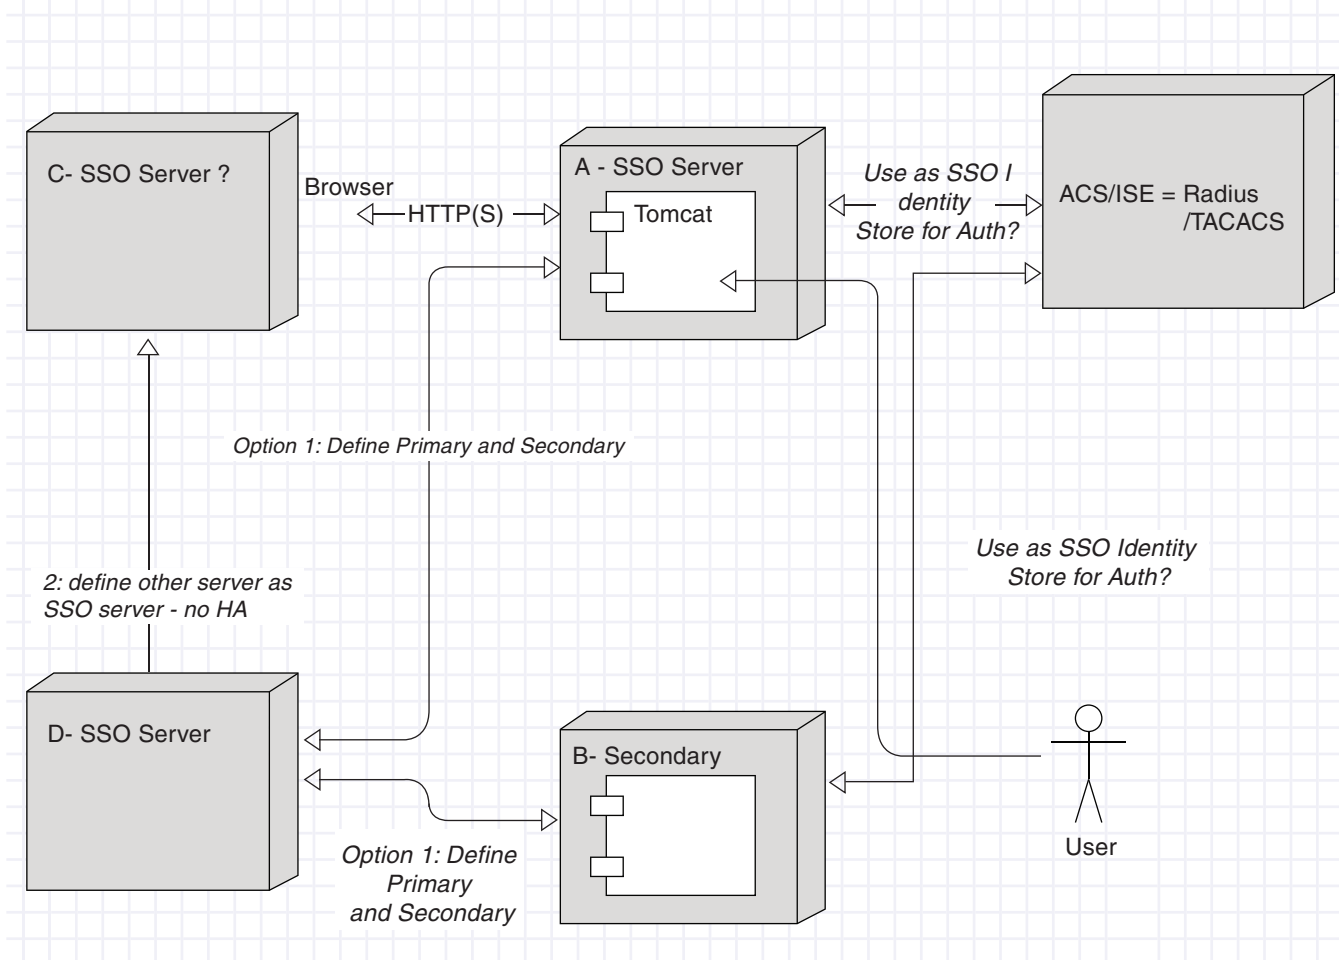 C- SSO Server ?
Browser
HTTP(S)
A - SSO Server
Tomcat
Use as SSO I
dentity
Store for Auth?
ACS/ISE = Radius
/TACACS
Option 1: Define Primary and Secondary
Use as SSO Identity
Store for Auth?
2: define other server as
SSO server - no HA
D- SSO Server
B- Secondary
Option 1: Define
Primary
and Secondary
User